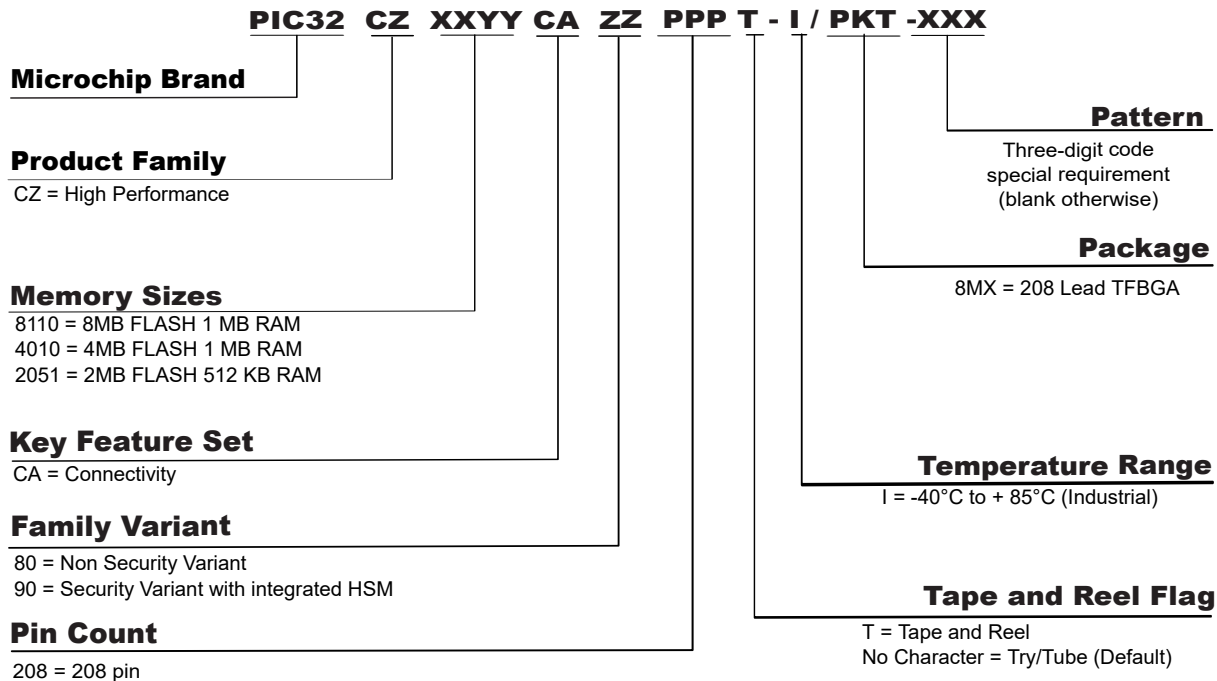 PIC32 CZ XXYY CA ZZ PPP T - I / PKT -XXX
Microchip Brand
Product Family
CZ = High Performance
Memory Sizes
8110 = 8MB FLASH 1 MB RAM
4010 = 4MB FLASH 1 MB RAM
2051 = 2MB FLASH 512 KB RAM
Key Feature Set
CA = Connectivity
Family Variant
80 = Non Security Variant
90 = Security Variant with integrated HSM
Pin Count
208 = 208 pin
Pattern
Three-digit code
special requirement
(blank otherwise)
Package
8MX = 208 Lead TFBGA
Temperature Range
I = -40°C to + 85°C (Industrial)
Tape and Reel Flag
T = Tape and Reel
No Character = Try/Tube (Default)